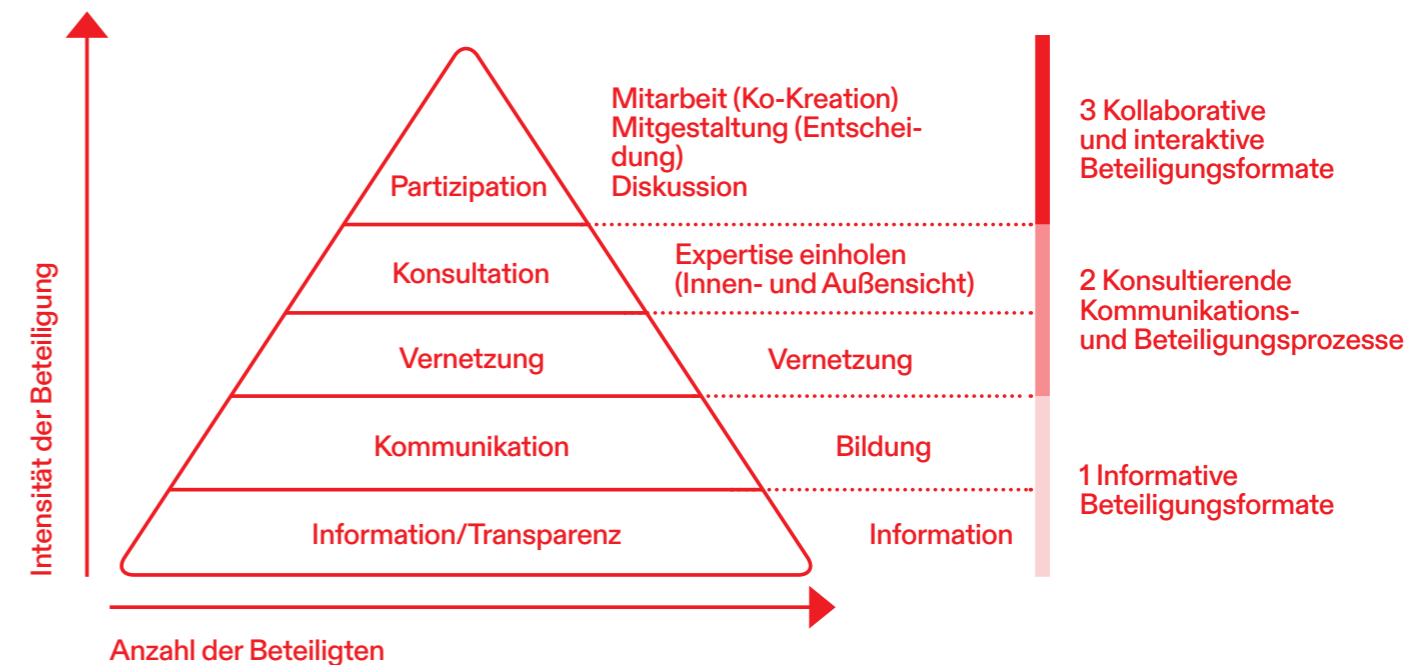 Intensität der Beteiligung
Mitarbeit (Ko-Kreation)
Mitgestaltung (Entschei-
dung)
Diskussion
Partizipation
3 Kollaborative
und interaktive
Beteiligungsformate
Konsultation
Expertise einholen
(Innen- und Außensicht)
2 Konsultierende
Kommunikations-
und Beteiligungsprozesse
Vernetzung
Vernetzung
Kommunikation
Bildung
1 Informative
Beteiligungsformate
Information/Transparenz
Information
Anzahl der Beteiligten